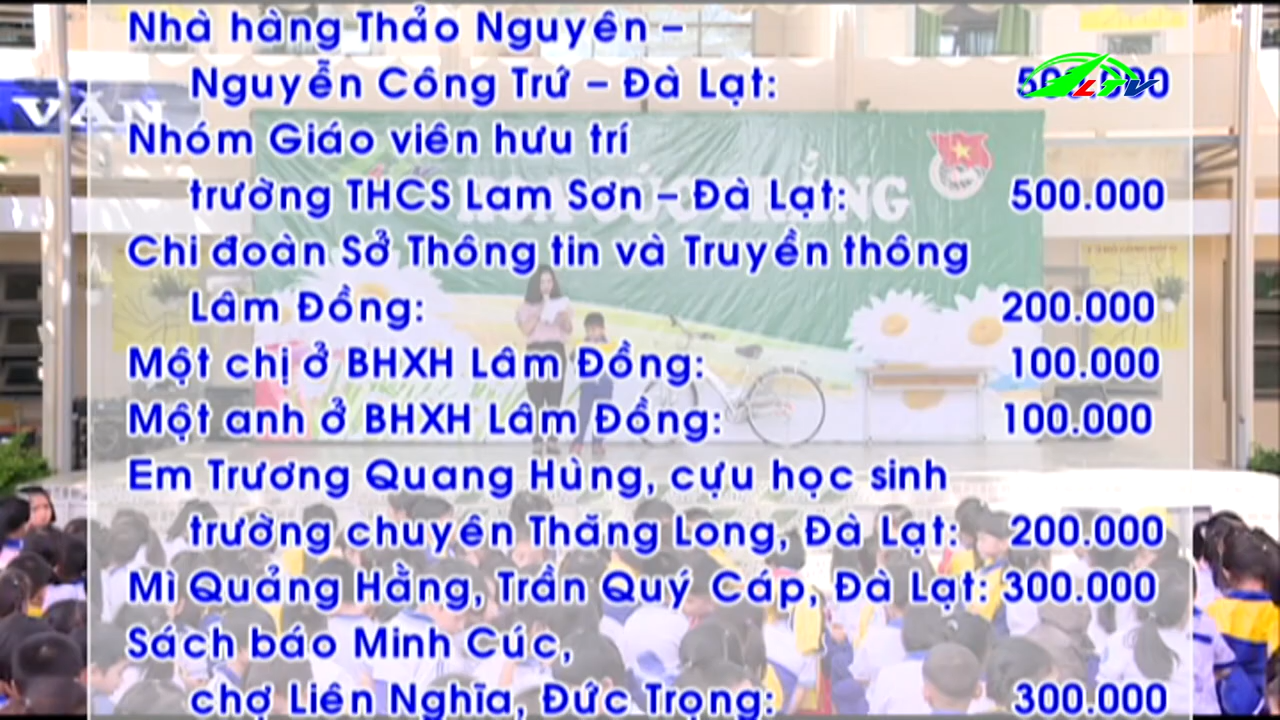 Nhà hàng Thảo Nguyên –
Nguyễn Công Trứ – Đà Lạt: 500.000
LTV
VĂN
Nhóm Giáo viên hưu trí
trường THCS Lam Sơn – Đà Lạt: 500.000
Chi đoàn Sở Thông tin và Truyền thông
Lâm Đồng: 200.000
Một chị ở BHXH Lâm Đồng: 100.000
Một anh ở BHXH Lâm Đồng: 100.000
Em Trương Quang Hùng, cựu học sinh
trường chuyên Thăng Long, Đà Lạt: 200.000
Mì Quảng Hằng, Trần Quý Cáp, Đà Lạt: 300.000
Sách báo Minh Cúc,
chợ Liên Nghĩa, Đức Trọng: 300.000